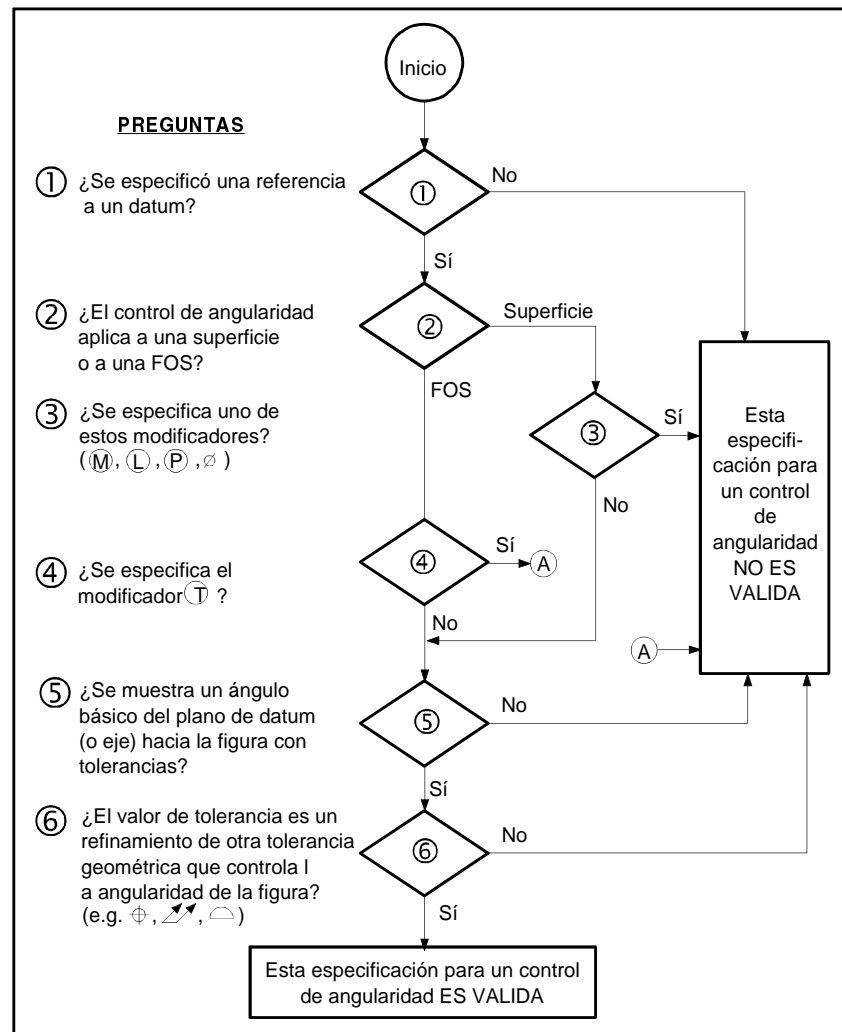 Inicio
PREGUNTAS
① ¿Se especificó una referencia
a un datum?
② ¿El control de angularidad
aplica a una superficie
o a una FOS?
③ ¿Se especifica uno de
estos modificadores?
(Ⓜ, Ⓛ, Ⓟ, ⌀)
④ ¿Se especifica el
modificador Ⓣ ?
⑤ ¿Se muestra un ángulo
básico del plano de datum
(o eje) hacia la figura con
tolerancias?
⑥ ¿El valor de tolerancia es un
refinamiento de otra tolerancia
geométrica que controla l
a angularidad de la figura?
(e.g. ⌖, ⌰, ⌓)
①
No
Sí
②
Superficie
FOS
③
Sí
No
④
Sí
Ⓐ
No
Ⓐ
⑤
No
Sí
⑥
No
Sí
Esta
especifi-
cación para
un control
de
angularidad
NO ES
VALIDA
Esta especificación para un control
de angularidad ES VALIDA